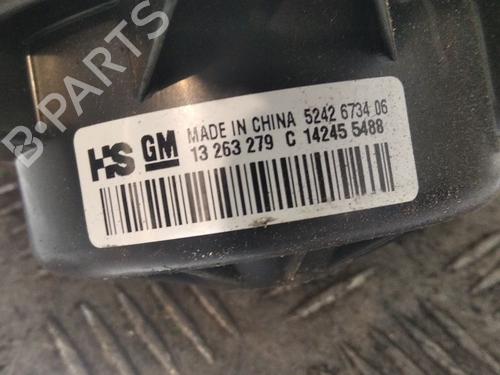 B-PARTS
HS GM MADE IN CHINA 5242 6734 06
13 263 279 C 14245 5488